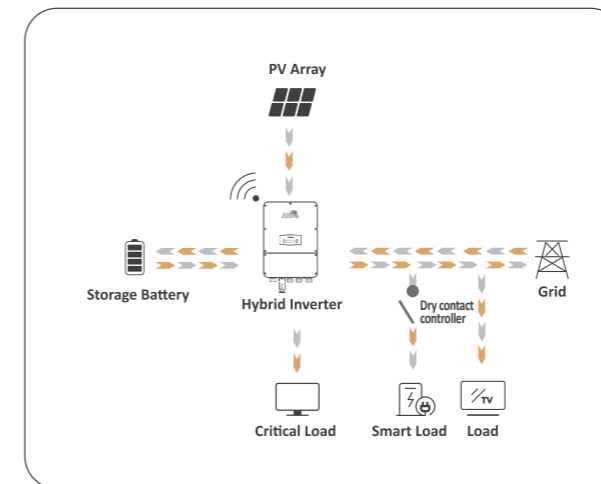 PV Array
Storage Battery
Hybrid Inverter
Grid
Dry contact
controller
TV
Critical Load
Smart Load
Load